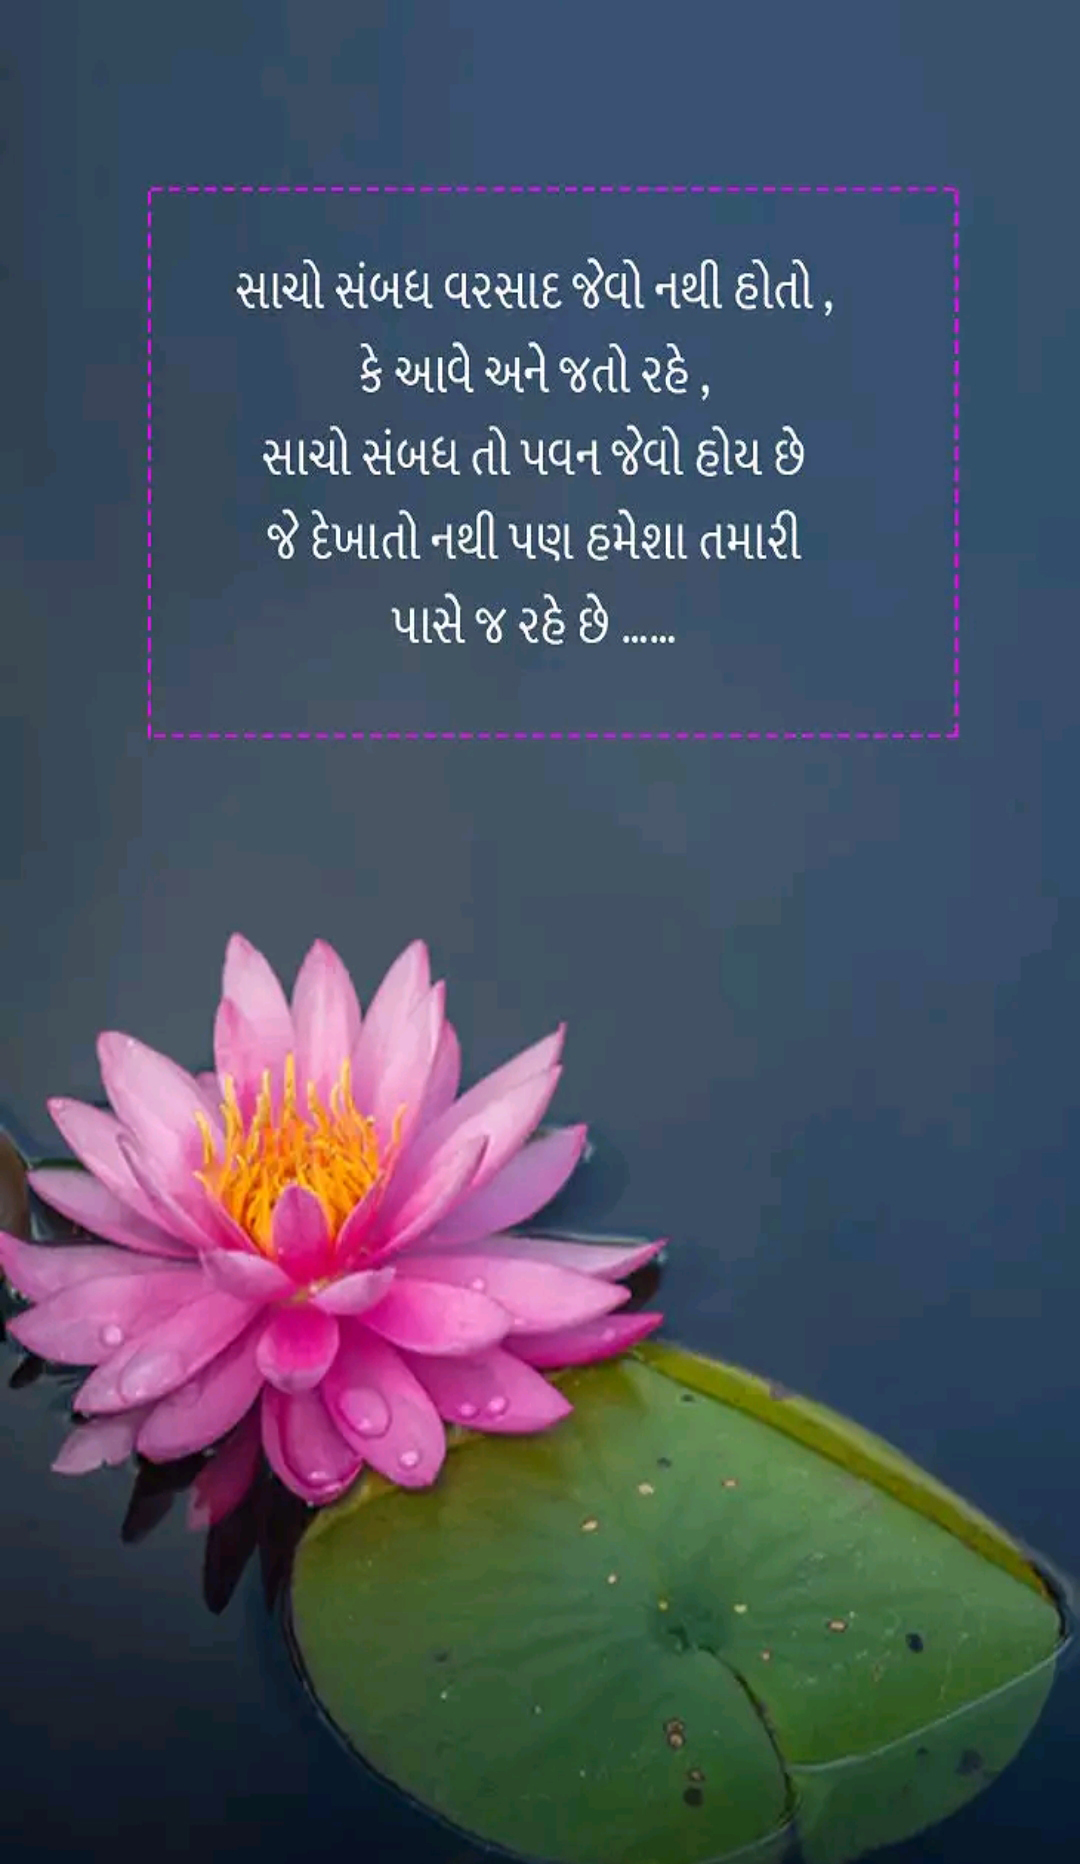 સાચો સંબધ વરસાદ જેવો નથી હોતો ,
કે આવે અને જતો રહે ,
સાચો સંબધ તો પવન જેવો હોય છે
જે દેખાતો નથી પણ હમેશા તમારી
પાસે જ રહે છે ......